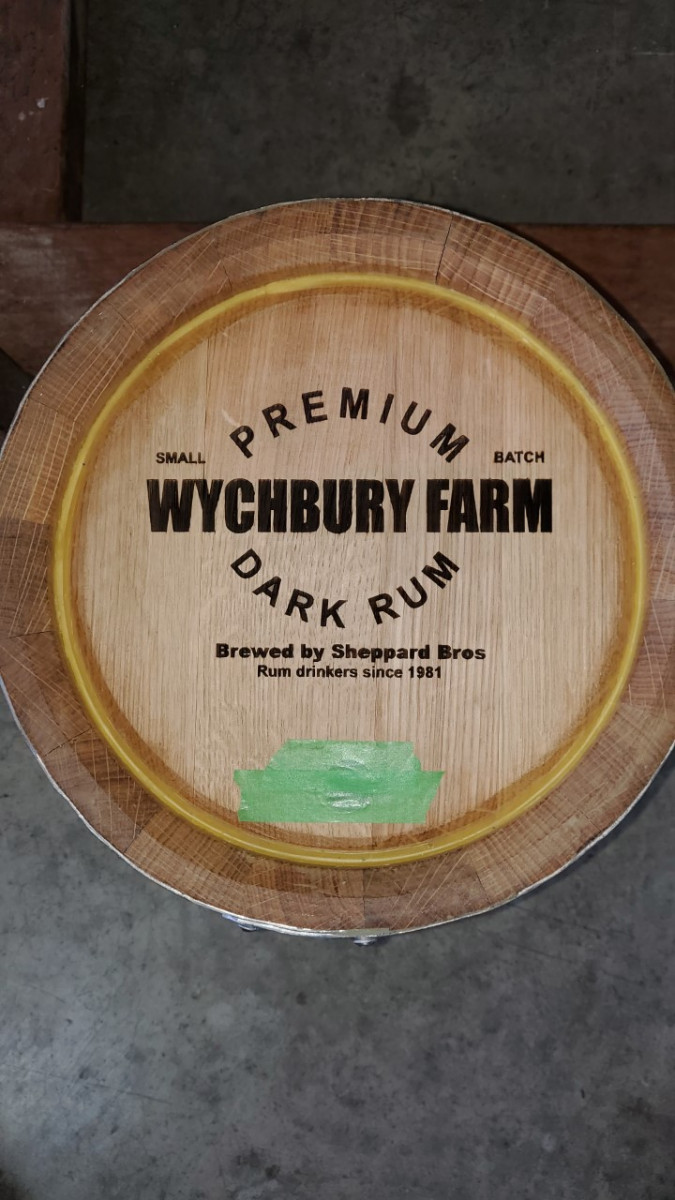 PREMIUM
SMALL BATCH
WYCHBURY FARM
DARK RUM
Brewed by Sheppard Bros
Rum drinkers since 1981